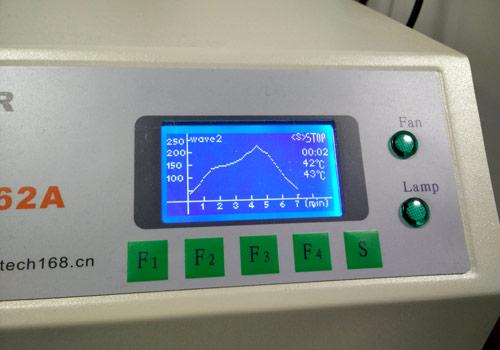 R
Fan
250 wave2 <S>STOP
200 00:02
150 42℃
100 43℃
1 2 3 4 5 6 7 (min)
Lamp
62A
tech168.cn
F1 F2 F3 F4 S